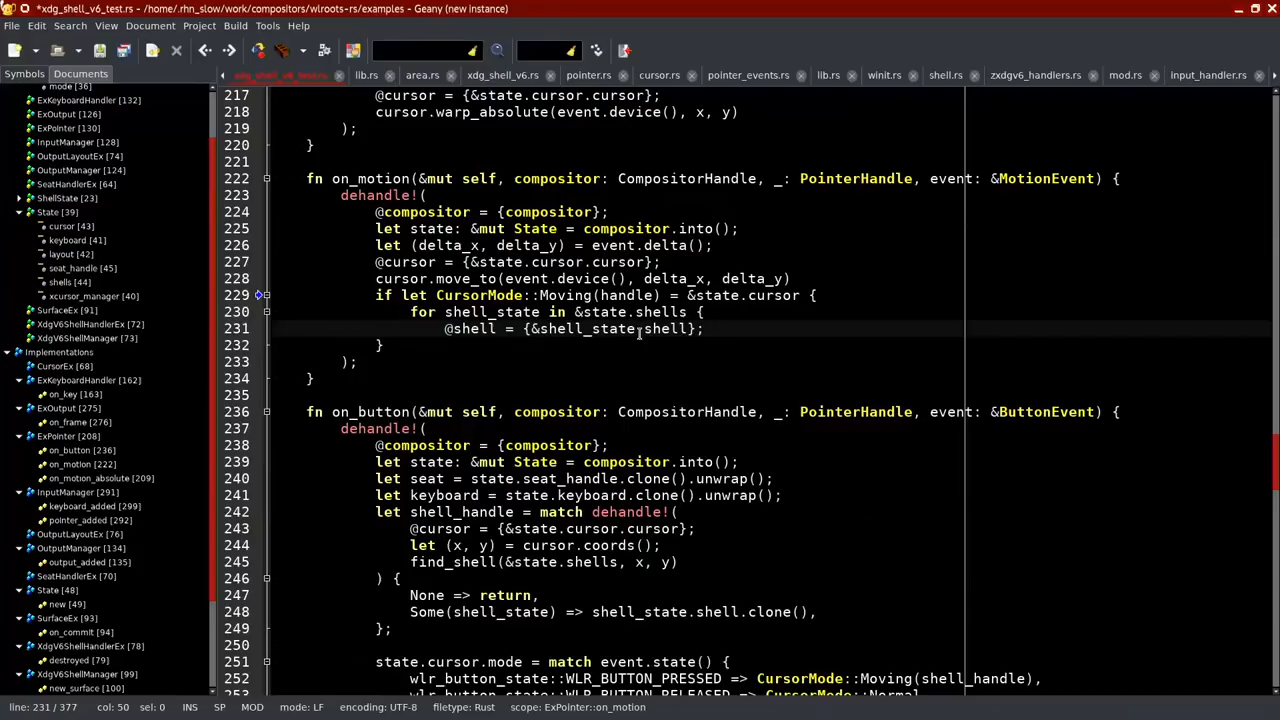 *xdg_shell_v6_test.rs - /home/.rhn_slow/work/compositors/wlroots-rs/examples - Geany (new instance)
File Edit Search View Document Project Build Tools Help
Symbols Documents
xdg_shell_v6_test.rs lib.rs area.rs xdg_shell_v6.rs pointer.rs cursor.rs pointer_events.rs lib.rs winit.rs shell.rs zxdgv6_handlers.rs mod.rs input_handler.rs
mode [36]
ExKeyboardHandler [132]
ExOutput [126]
ExPointer [130]
InputManager [128]
OutputLayoutEx [74]
OutputManager [124]
SeatHandlerEx [64]
ShellState [23]
State [39]
cursor [43]
keyboard [41]
layout [42]
seat_handle [45]
shells [44]
xcursor_manager [40]
SurfaceEx [91]
XdgV6ShellHandlerEx [72]
XdgV6ShellManager [73]
Implementations
CursorEx [68]
ExKeyboardHandler [162]
on_key [163]
ExOutput [275]
on_frame [276]
ExPointer [208]
on_button [236]
on_motion [222]
on_motion_absolute [209]
InputManager [291]
keyboard_added [299]
pointer_added [292]
OutputLayoutEx [76]
OutputManager [134]
output_added [135]
SeatHandlerEx [70]
State [48]
new [49]
SurfaceEx [93]
on_commit [94]
XdgV6ShellHandlerEx [78]
destroyed [79]
XdgV6ShellManager [99]
new_surface [100]
217 @cursor = {&state.cursor.cursor};
218 cursor.warp_absolute(event.device(), x, y)
219 );
220 }
221
222 fn on_motion(&mut self, compositor: CompositorHandle, _: PointerHandle, event: &MotionEvent) {
223 dehandle!(
224 @compositor = {compositor};
225 let state: &mut State = compositor.into();
226 let (delta_x, delta_y) = event.delta();
227 @cursor = {&state.cursor.cursor};
228 cursor.move_to(event.device(), delta_x, delta_y)
229 if let CursorMode::Moving(handle) = &state.cursor {
230 for shell_state in &state.shells {
231 @shell = {&shell_state.shell};
232 }
233 );
234 }
235
236 fn on_button(&mut self, compositor: CompositorHandle, _: PointerHandle, event: &ButtonEvent) {
237 dehandle!(
238 @compositor = {compositor};
239 let state: &mut State = compositor.into();
240 let seat = state.seat_handle.clone().unwrap();
241 let keyboard = state.keyboard.clone().unwrap();
242 let shell_handle = match dehandle!(
243 @cursor = {&state.cursor.cursor};
244 let (x, y) = cursor.coords();
245 find_shell(&state.shells, x, y)
246 ) {
247 None => return,
248 Some(shell_state) => shell_state.shell.clone(),
249 };
250
251 state.cursor.mode = match event.state() {
252 wlr_button_state::WLR_BUTTON_PRESSED => CursorMode::Moving(shell_handle),
253 wlr_button_state::WLR_BUTTON_RELEASED => CursorMode::Normal
line: 231 / 377 col: 50 sel: 0 INS SP MOD mode: LF encoding: UTF-8 filetype: Rust scope: ExPointer::on_motion